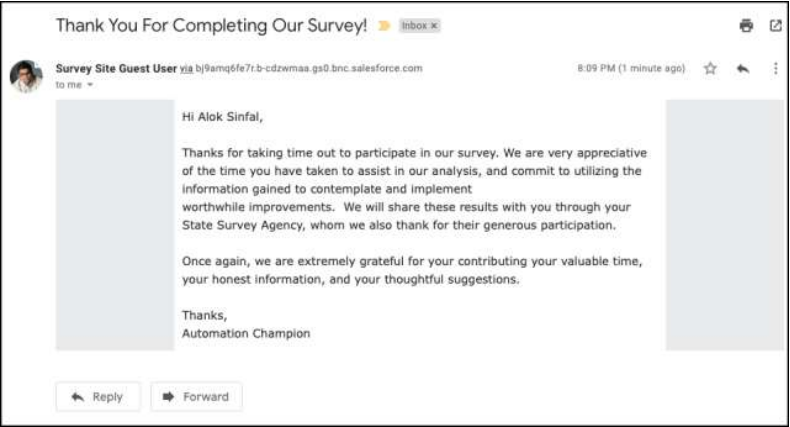 Thank You For Completing Our Survey! Inbox ×
Survey Site Guest User via bj9amq6fe7r.b-cdzwmaa.gs0.bnc.salesforce.com 8:09 PM (1 minute ago)
to me
Hi Alok Sinfal,
Thanks for taking time out to participate in our survey. We are very appreciative
of the time you have taken to assist in our analysis, and commit to utilizing the
information gained to contemplate and implement
worthwhile improvements. We will share these results with you through your
State Survey Agency, whom we also thank for their generous participation.
Once again, we are extremely grateful for your contributing your valuable time,
your honest information, and your thoughtful suggestions.
Thanks,
Automation Champion
Reply Forward